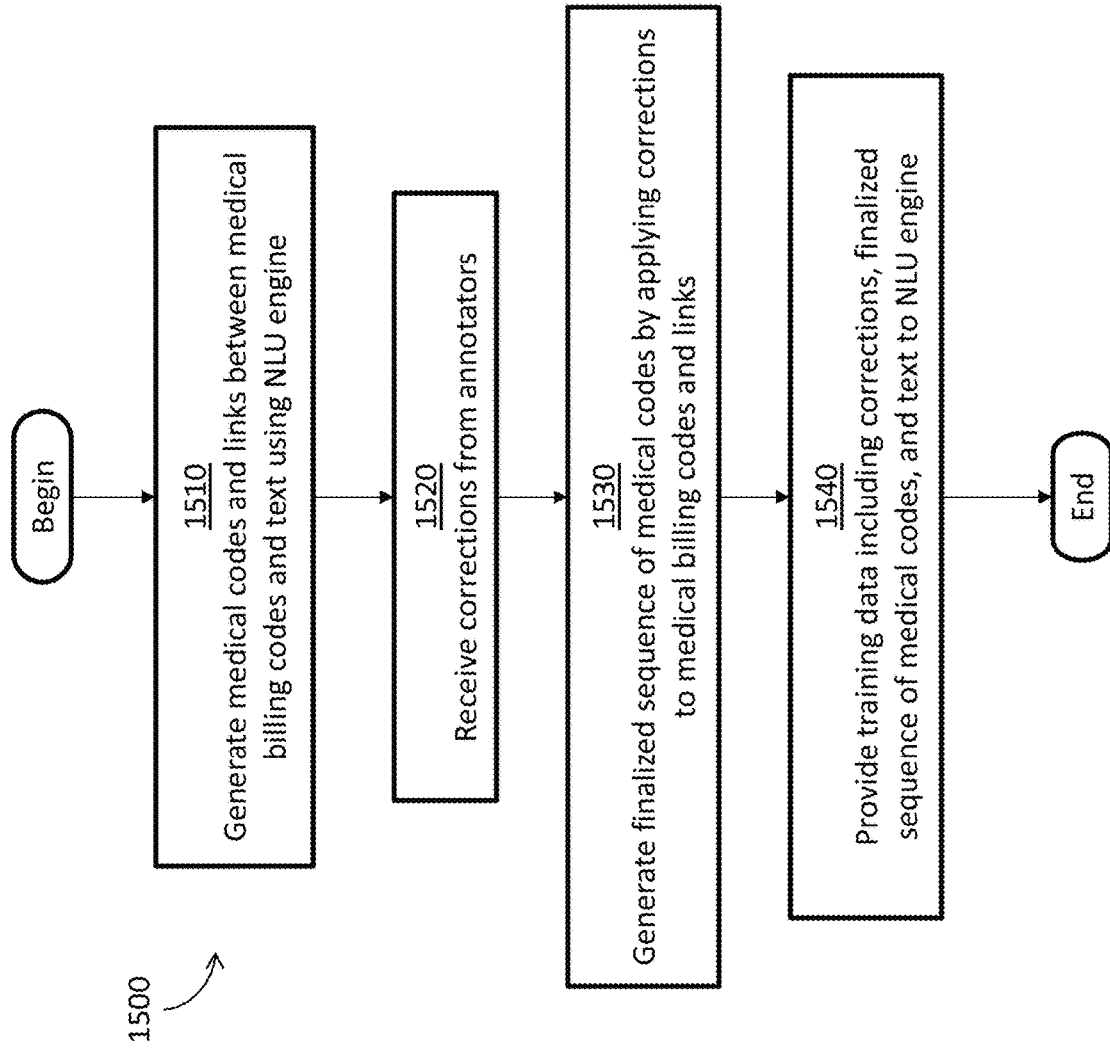 1500
Begin
1510
Generate medical codes and links between medical
billing codes and text using NLU engine
1520
Receive corrections from annotators
1530
Generate finalized sequence of medical codes by applying corrections
to medical billing codes and links
1540
Provide training data including corrections, finalized
sequence of medical codes, and text to NLU engine
End